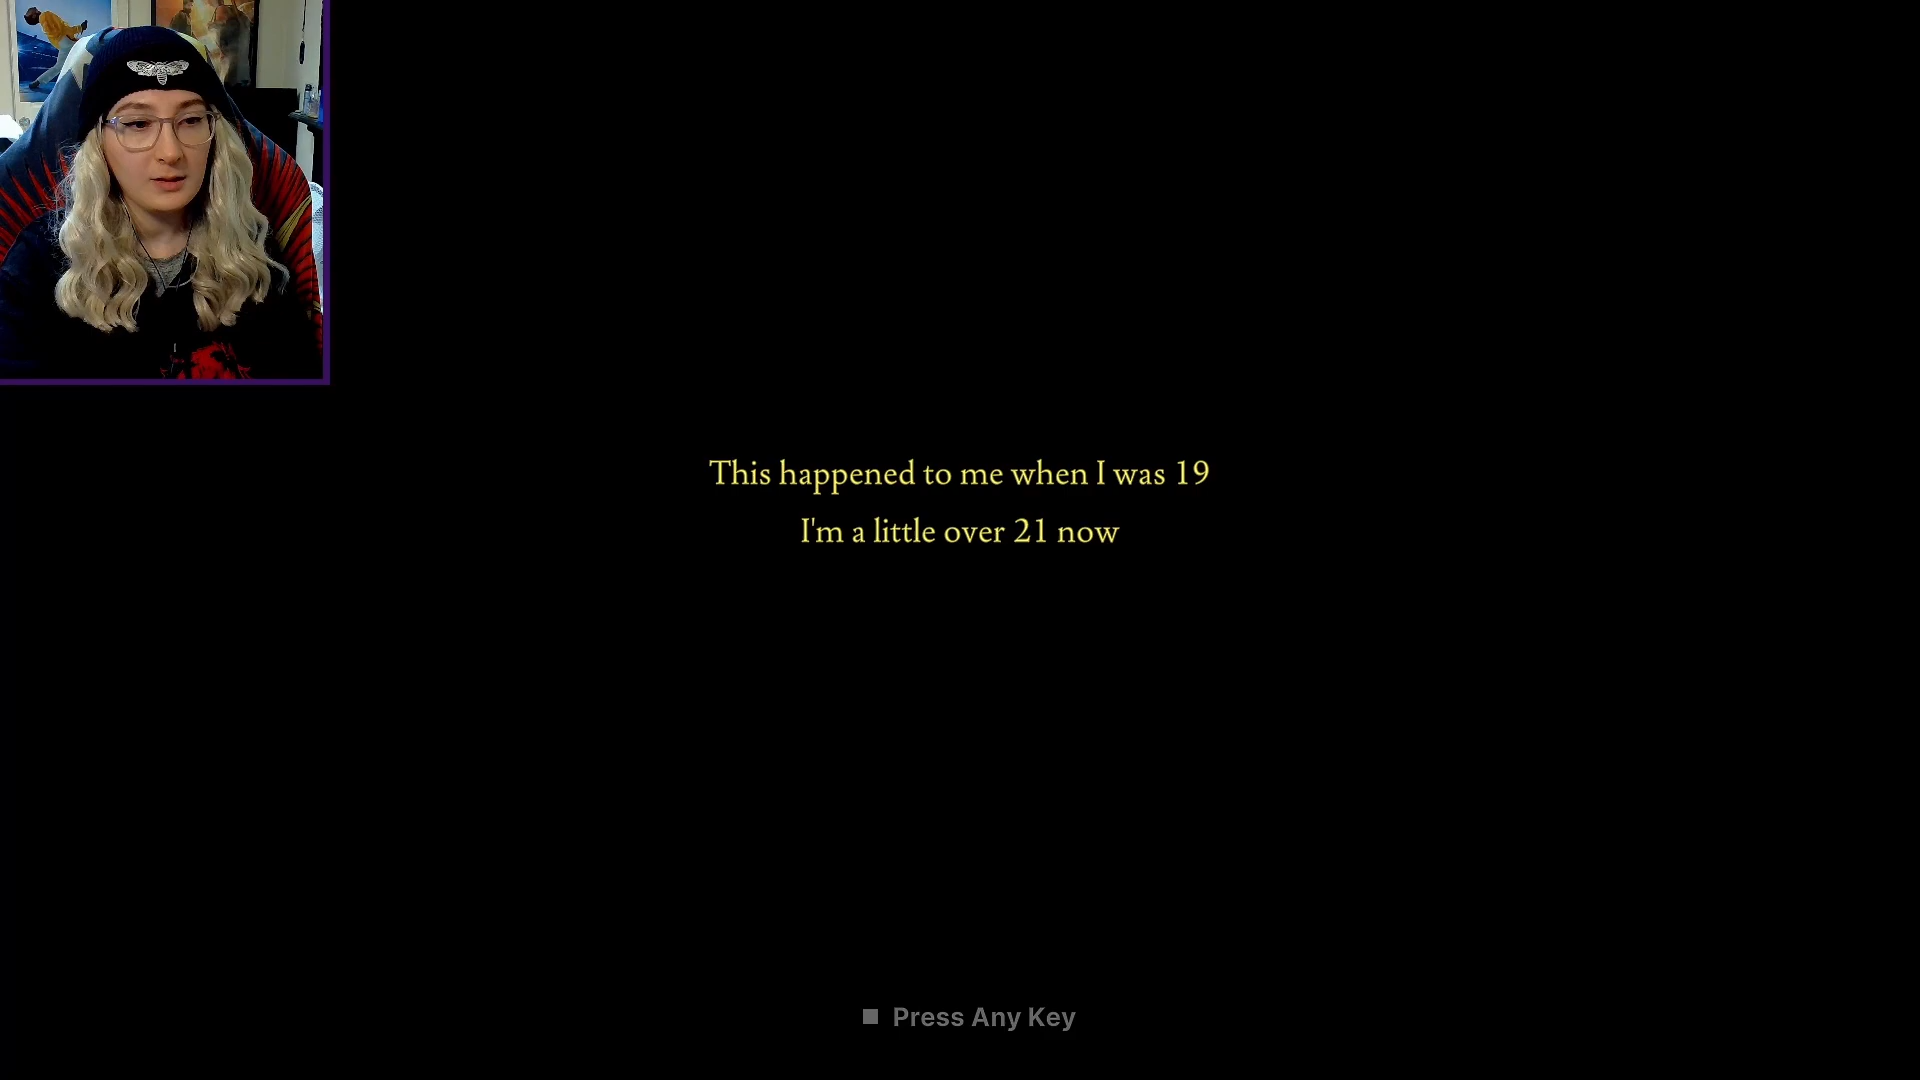 This happened to me when I was 19
I'm a little over 21 now
Press Any Key